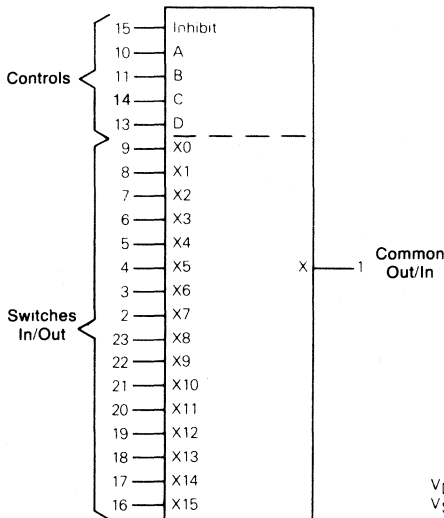 Controls
15 Inhibit
10 A
11 B
14 C
13 D
Switches
In/Out
9 X0
8 X1
7 X2
6 X3
5 X4
4 X5
3 X6
2 X7
23 X8
22 X9
21 X10
20 X11
19 X12
18 X13
17 X14
16 X15
X 1
Common
Out/In